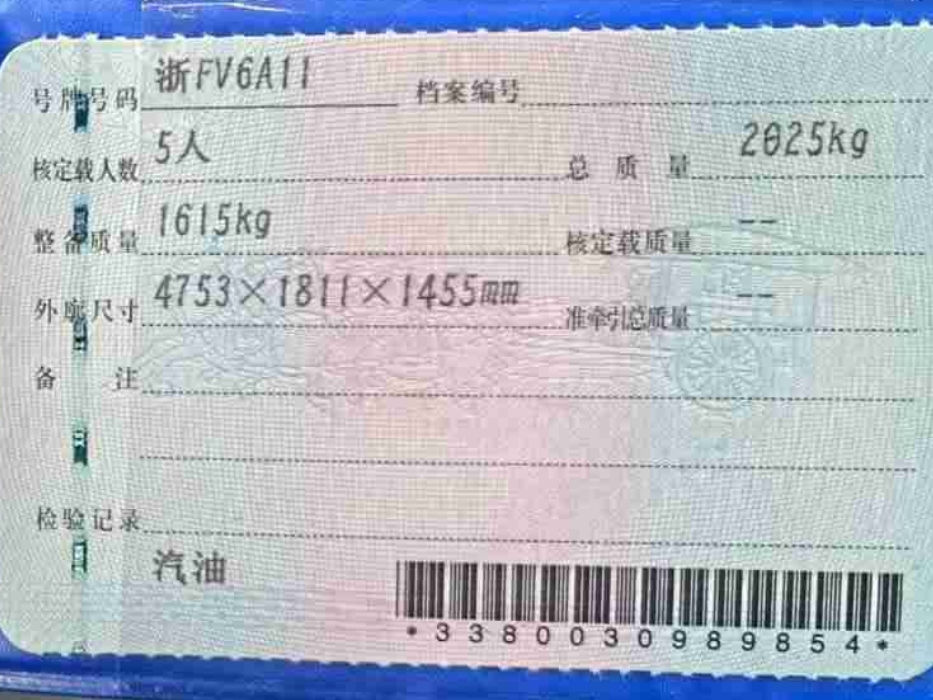 号牌号码 浙FV6A11 档案编号
核定载人数 5人 总质量 2025kg
整备质量 1615kg 核定载质量 --
外廓尺寸 4753×1811×1455mm 准牵引总质量 --
备注
检验记录
汽油
*3380030989854*